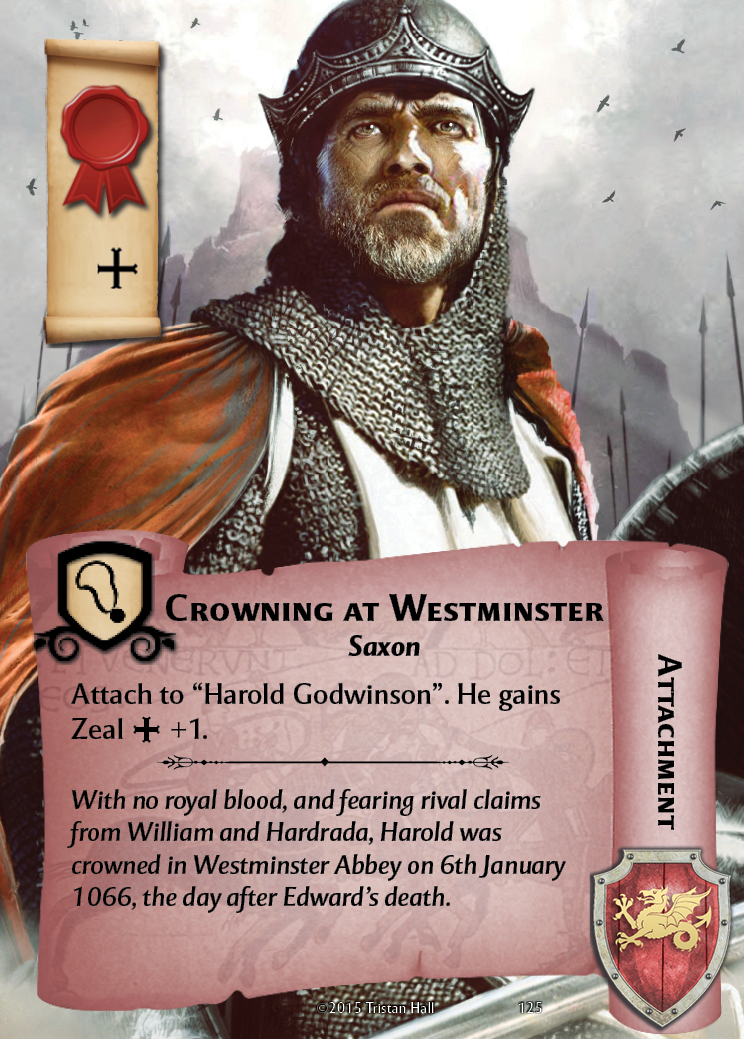 Crowning at Westminster
Saxon
Attach to “Harold Godwinson”. He gains
Zeal ✠ +1.
With no royal blood, and fearing rival claims
from William and Hardrada, Harold was
crowned in Westminster Abbey on 6th January
1066, the day after Edward’s death.
Attachment
©2015 Tristan Hall
125